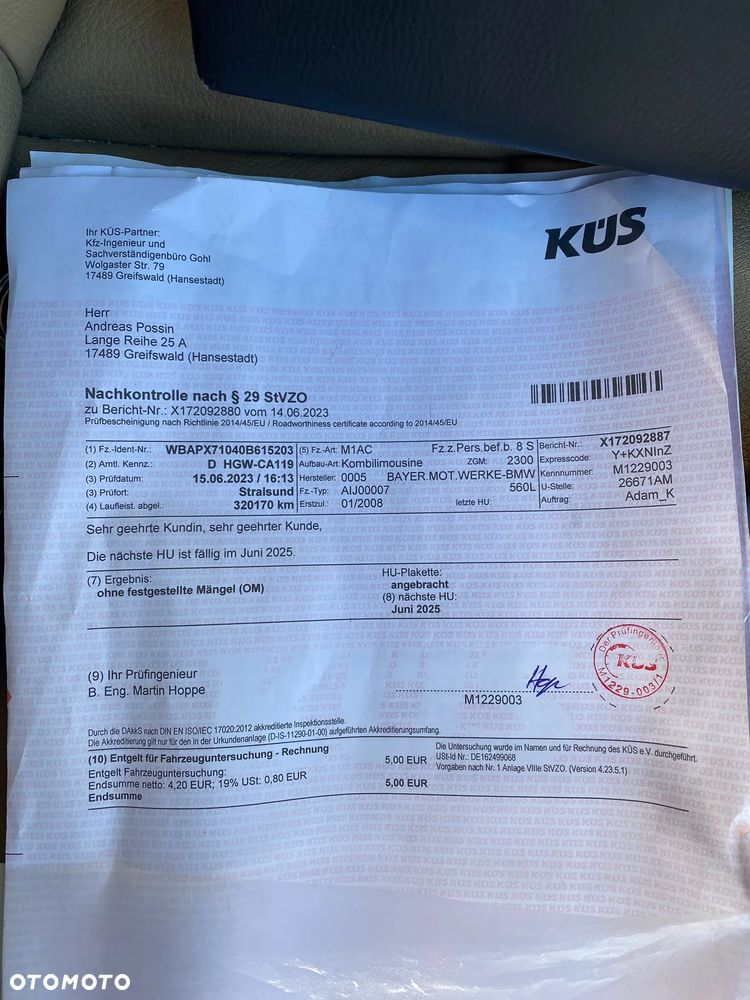 KÜS
Ihr KÜS-Partner:
Kfz-Ingenieur und
Sachverständigenbüro Gohl
Wolgaster Str. 79
17489 Greifswald (Hansestadt)
Herr
Andreas Possin
Lange Reihe 25 A
17489 Greifswald (Hansestadt)
Nachkontrolle nach § 29 StVZO
zu Bericht-Nr.: X172092880 vom 14.06.2023
Prüfbescheinigung nach Richtlinie 2014/45/EU / Roadworthiness certificate according to 2014/45/EU
(1) Fz.-Ident-Nr.: WBAPX71040B615203 (5) Fz.-Art: M1AC Fz.z.Pers.bef.b. 8 S Bericht-Nr.: X172092887
(2) Amtl. Kennz.: D HGW-CA119 Aufbau-Art: Kombilimousine ZGM: 2300 Expresscode: Y+KXNInZ
(3) Prüfdatum: 15.06.2023 / 16:13 Hersteller: 0005 BAYER.MOT.WERKE-BMW Kennnummer: M1229003
(3) Prüfort: Stralsund Fz.-Typ: AIJ00007 560L U-Stelle: 26671AM
(4) Laufleist. abgel.: 320170 km Erstzul.: 01/2008 letzte HU: Auftrag: Adam_K
Sehr geehrte Kundin, sehr geehrter Kunde,
Die nächste HU ist fällig im Juni 2025.
(7) Ergebnis:
ohne festgestellte Mängel (OM)
HU-Plakette:
angebracht
(8) nächste HU:
Juni 2025
(9) Ihr Prüfingenieur
B. Eng. Martin Hoppe
M1229003
Der Prüfingenieur
KÜS
M1229-003/1
Durch die DAkkS nach DIN EN ISO/IEC 17020:2012 akkreditierte Inspektionsstelle.
Die Akkreditierung gilt nur für den in der Urkundenanlage (D-IS-11290-01-00) aufgeführten Akkreditierungsumfang.
(10) Entgelt für Fahrzeuguntersuchung - Rechnung
Entgelt Fahrzeuguntersuchung: 5,00 EUR
Endsumme netto: 4,20 EUR; 19% USt: 0,80 EUR
Endsumme 5,00 EUR
Die Untersuchung wurde im Namen und für Rechnung des KÜS e.V. durchgeführt.
USt-Id Nr.: DE162499068
Vorgaben nach Nr. 1 Anlage VIIIe StVZO. (Version 4.23.5.1)
OTOMOTO